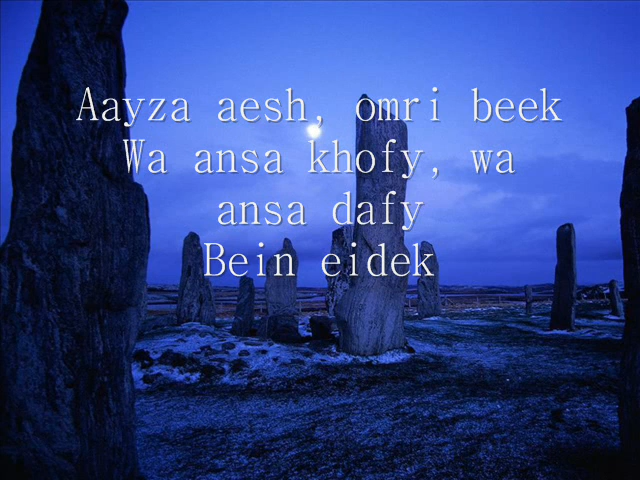 Aayza aesh, omri beek
Wa ansa khofy, wa
ansa dafy
Bein eidek